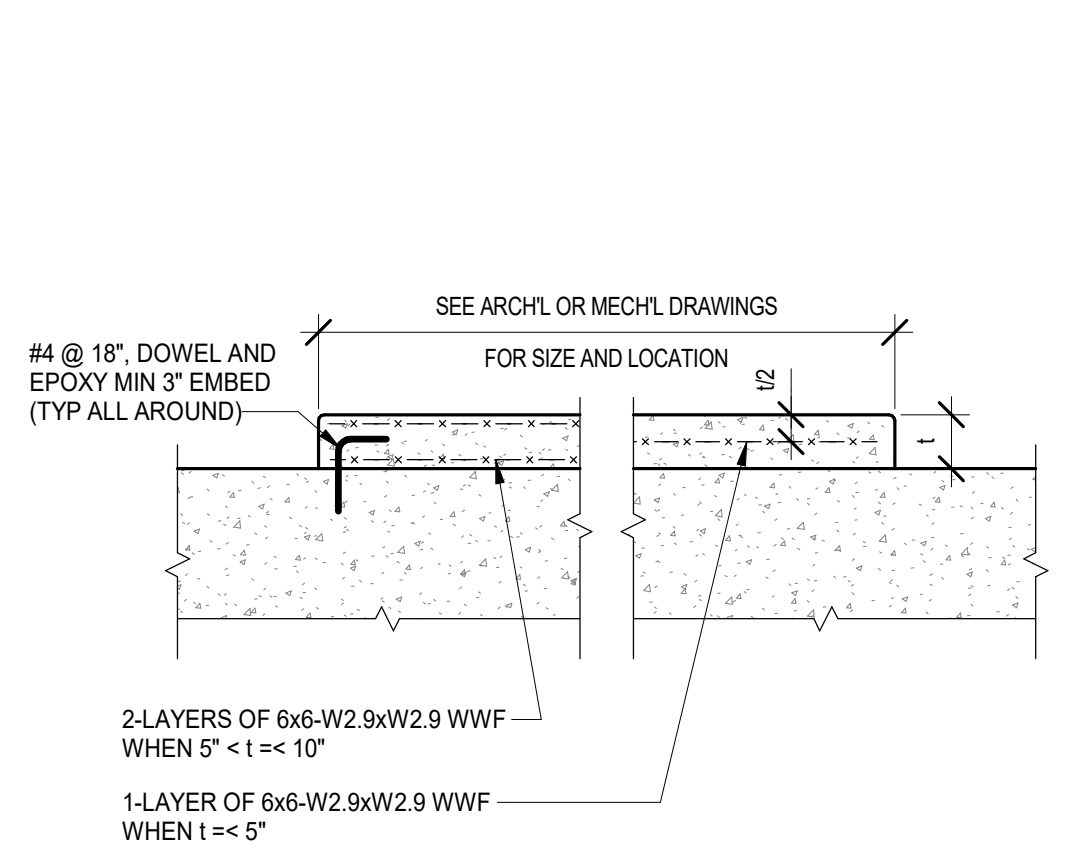 SEE ARCH'L OR MECH'L DRAWINGS
FOR SIZE AND LOCATION
#4 @ 18", DOWEL AND
EPOXY MIN 3" EMBED
(TYP ALL AROUND)
t/2
t
2-LAYERS OF 6x6-W2.9xW2.9 WWF
WHEN 5" < t =< 10"
1-LAYER OF 6x6-W2.9xW2.9 WWF
WHEN t =< 5"